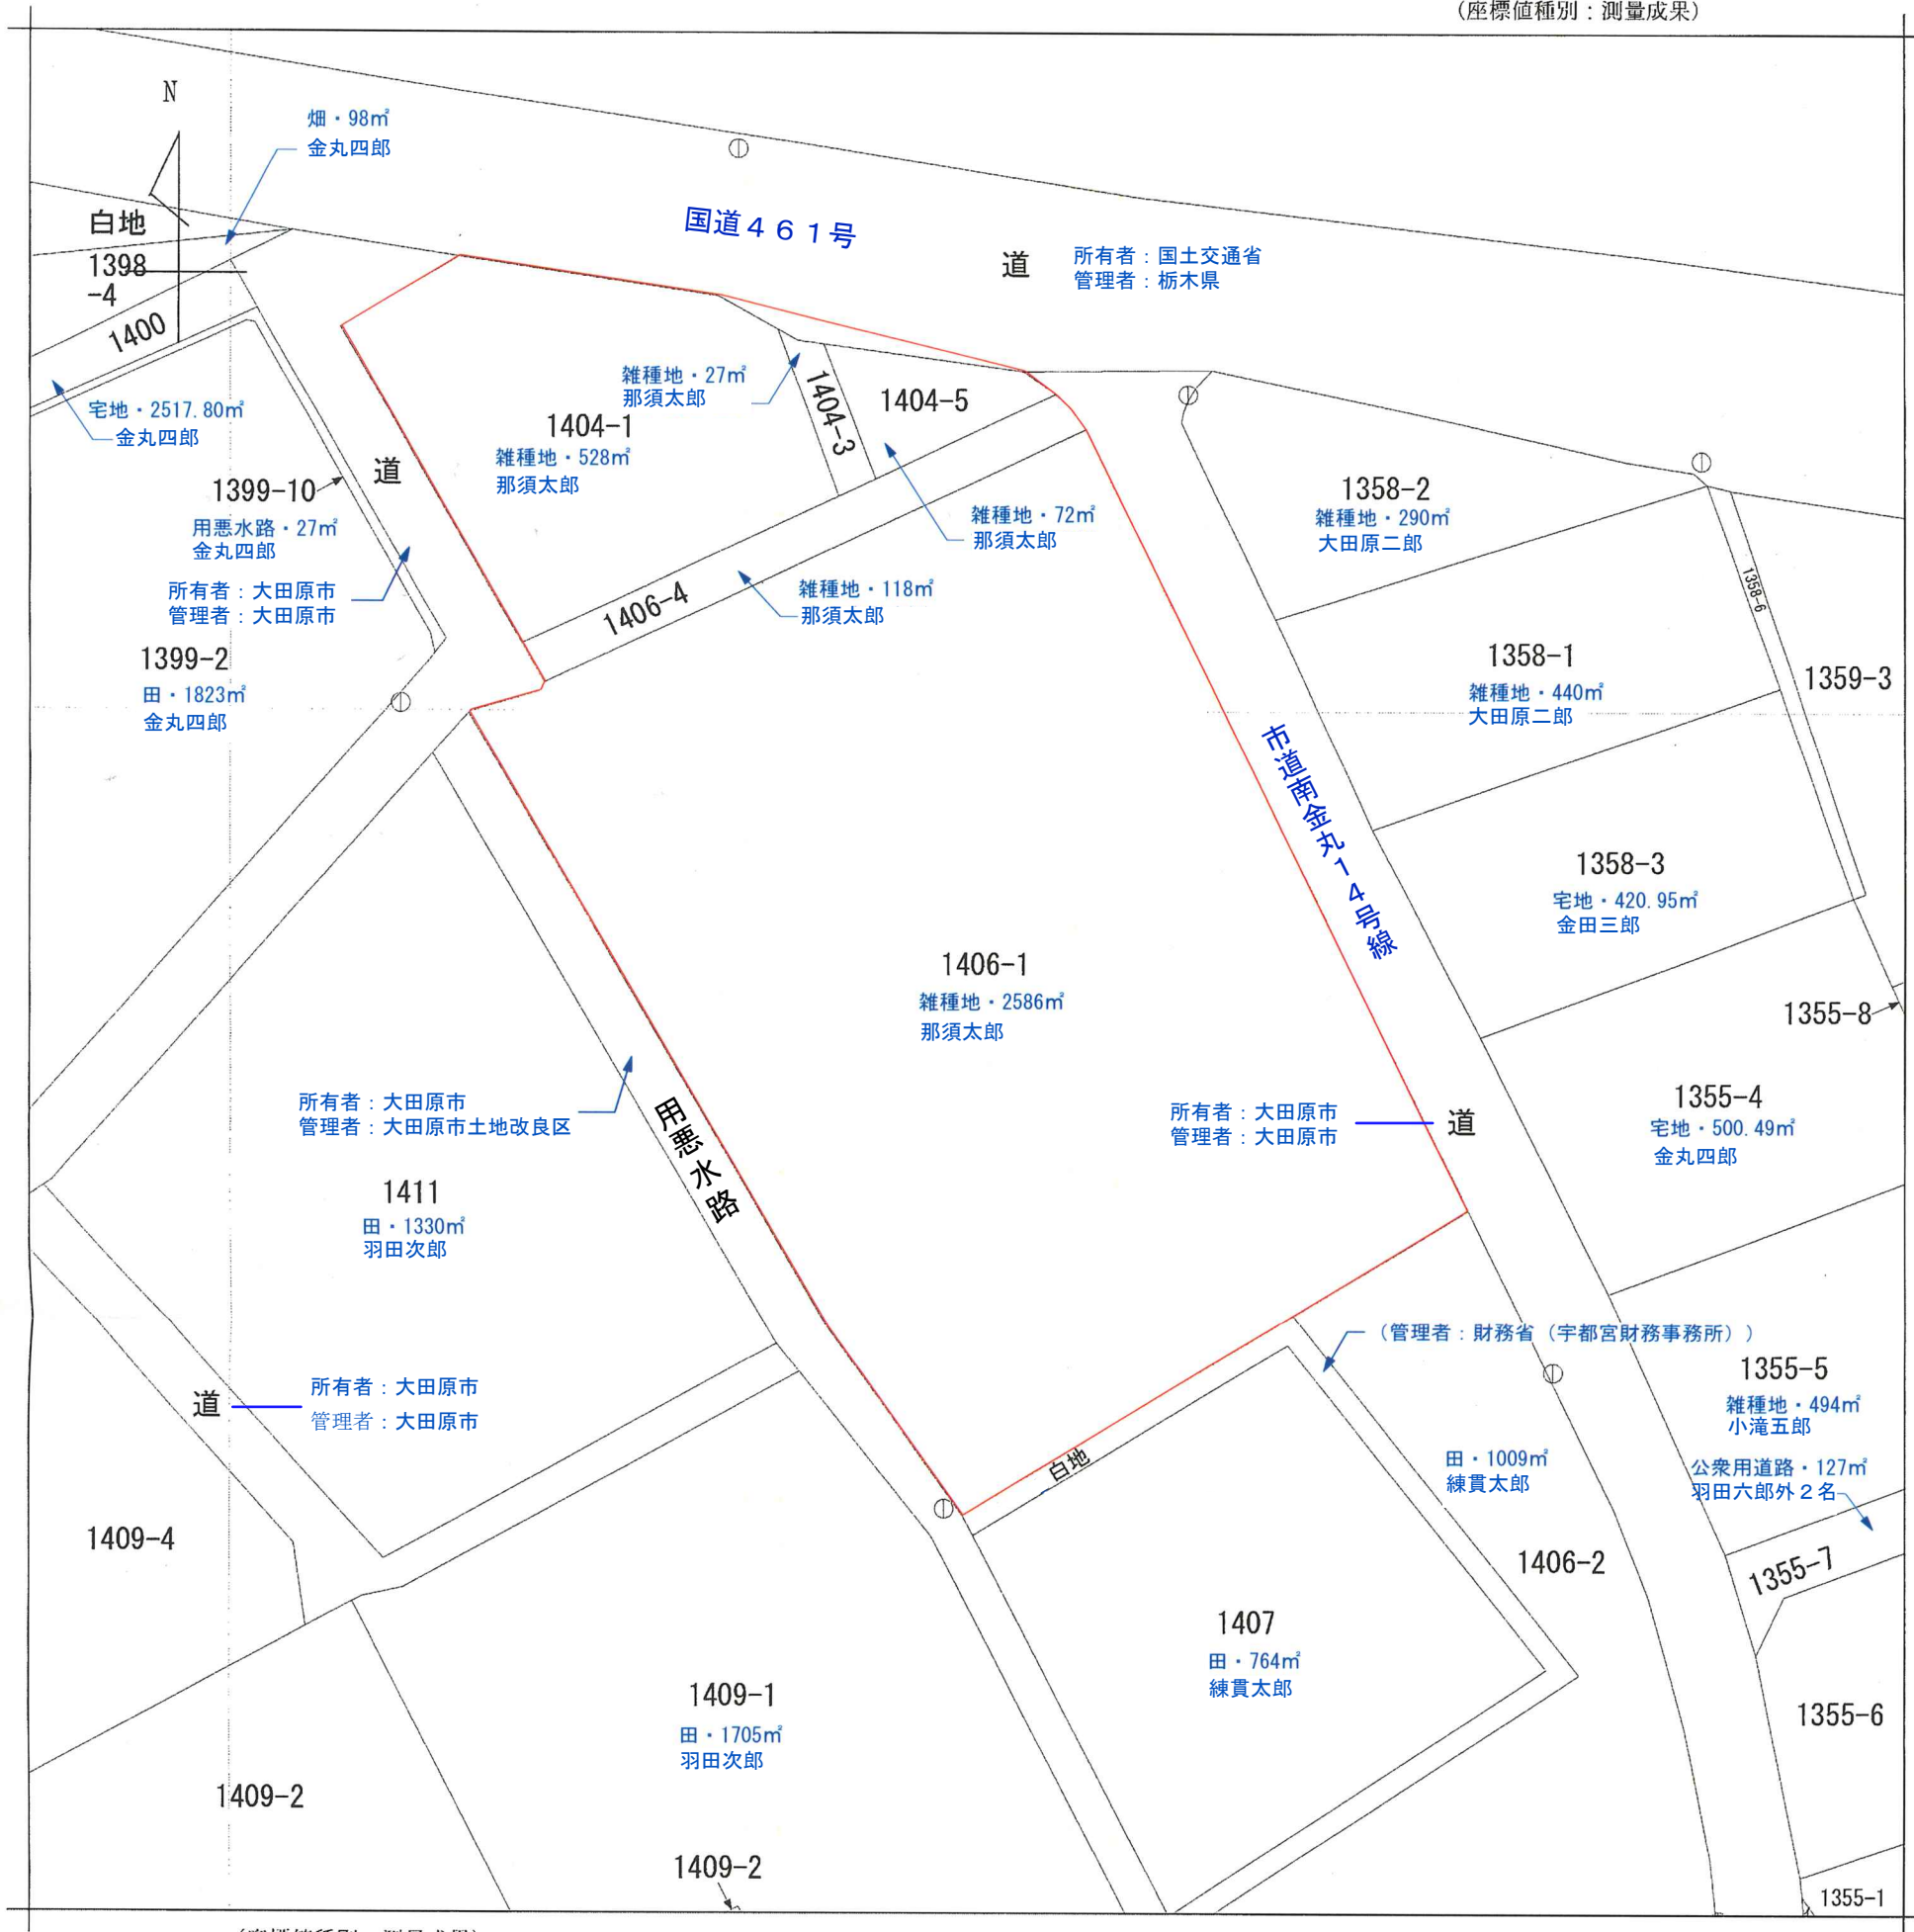 （座標値種別：測量成果）
N
畑・98㎡
金丸四郎
白地
国道４６１号
道
所有者：国土交通省
管理者：栃木県
1398
-4
1400
宅地・2517.80㎡
金丸四郎
雑種地・27㎡
那須太郎
1404-3
1404-5
1404-1
雑種地・528㎡
那須太郎
道
1399-10
用悪水路・27㎡
金丸四郎
所有者：大田原市
管理者：大田原市
雑種地・72㎡
那須太郎
1358-2
雑種地・290㎡
大田原二郎
1358-6
1406-4
雑種地・118㎡
那須太郎
1399-2
田・1823㎡
金丸四郎
1358-1
雑種地・440㎡
大田原二郎
1359-3
市道南金丸１４号線
1358-3
宅地・420.95㎡
金田三郎
1406-1
雑種地・2586㎡
那須太郎
1355-8
所有者：大田原市
管理者：大田原市土地改良区
用悪水路
所有者：大田原市
管理者：大田原市
道
1355-4
宅地・500.49㎡
金丸四郎
1411
田・1330㎡
羽田次郎
（管理者：財務省（宇都宮財務事務所））
1355-5
雑種地・494㎡
小滝五郎
道
所有者：大田原市
管理者：大田原市
白地
田・1009㎡
練貫太郎
公衆用道路・127㎡
羽田六郎外２名
1409-4
1406-2
1355-7
1407
田・764㎡
練貫太郎
1409-1
田・1705㎡
羽田次郎
1355-6
1409-2
1409-2
1355-1
（座標値種別：測量成果）